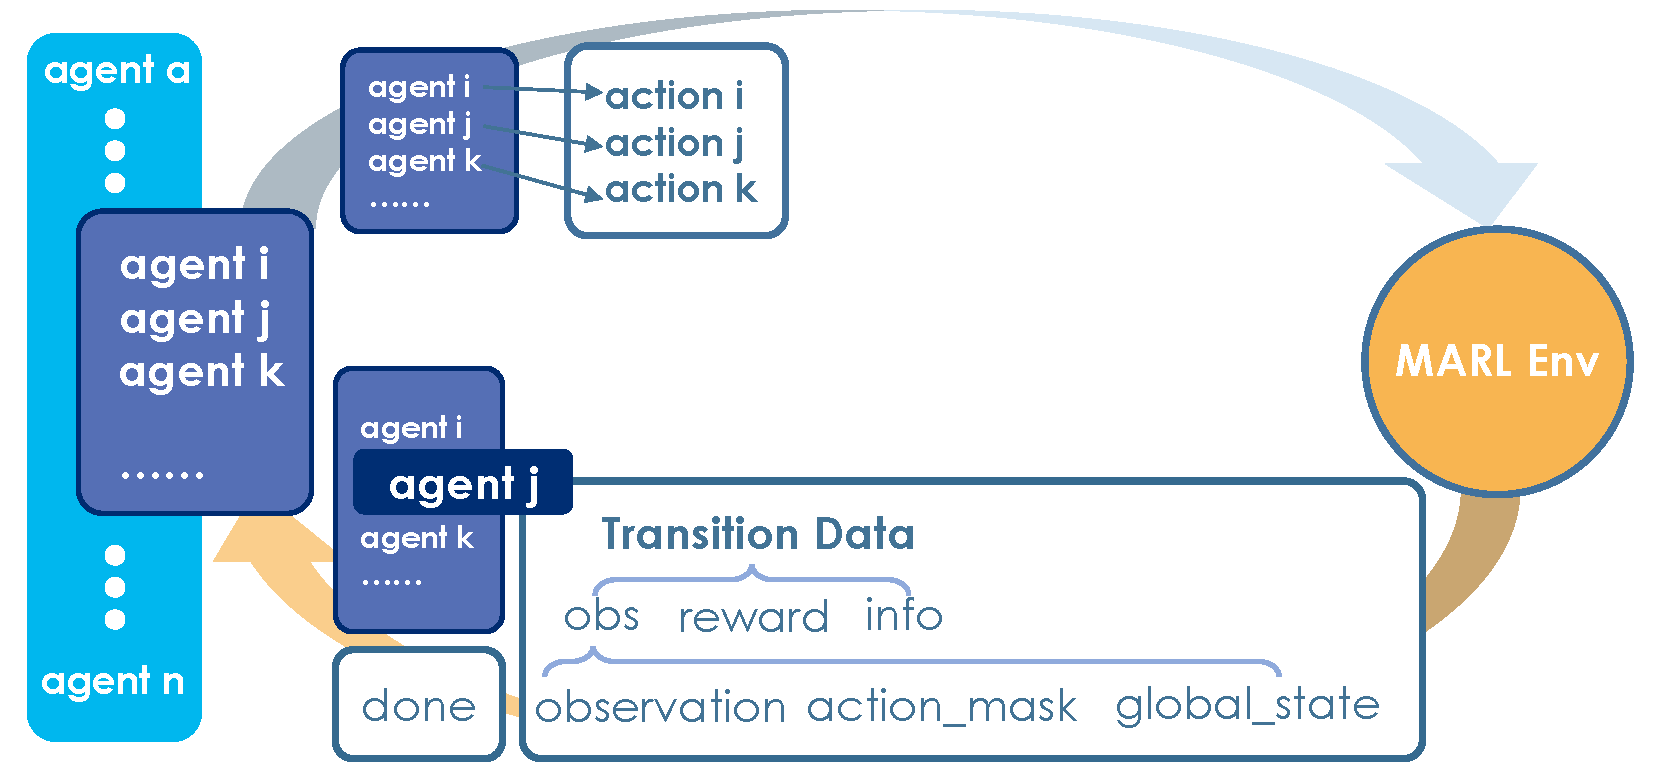 agent a
agent i
agent j
agent k
......
agent n
agent i
agent j
agent k
......
action i
action j
action k
MARL Env
agent i
agent j
agent k
......
Transition Data
obs reward info
done
observation action_mask global_state